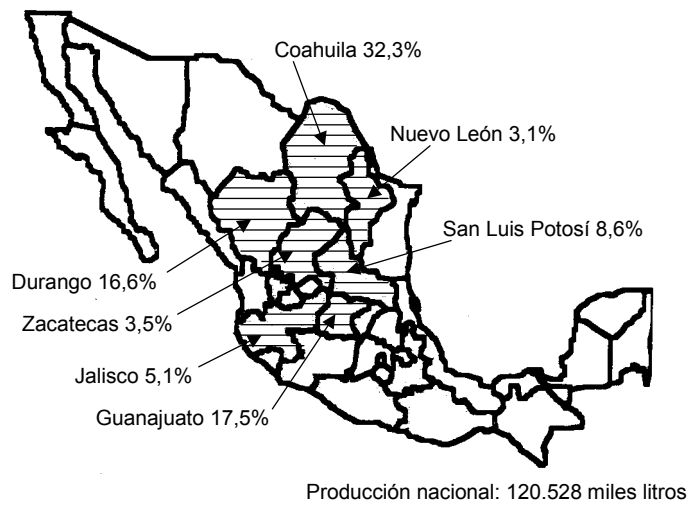 Coahuila 32,3%
Nuevo León 3,1%
San Luis Potosí 8,6%
Durango 16,6%
Zacatecas 3,5%
Jalisco 5,1%
Guanajuato 17,5%
Producción nacional: 120.528 miles litros